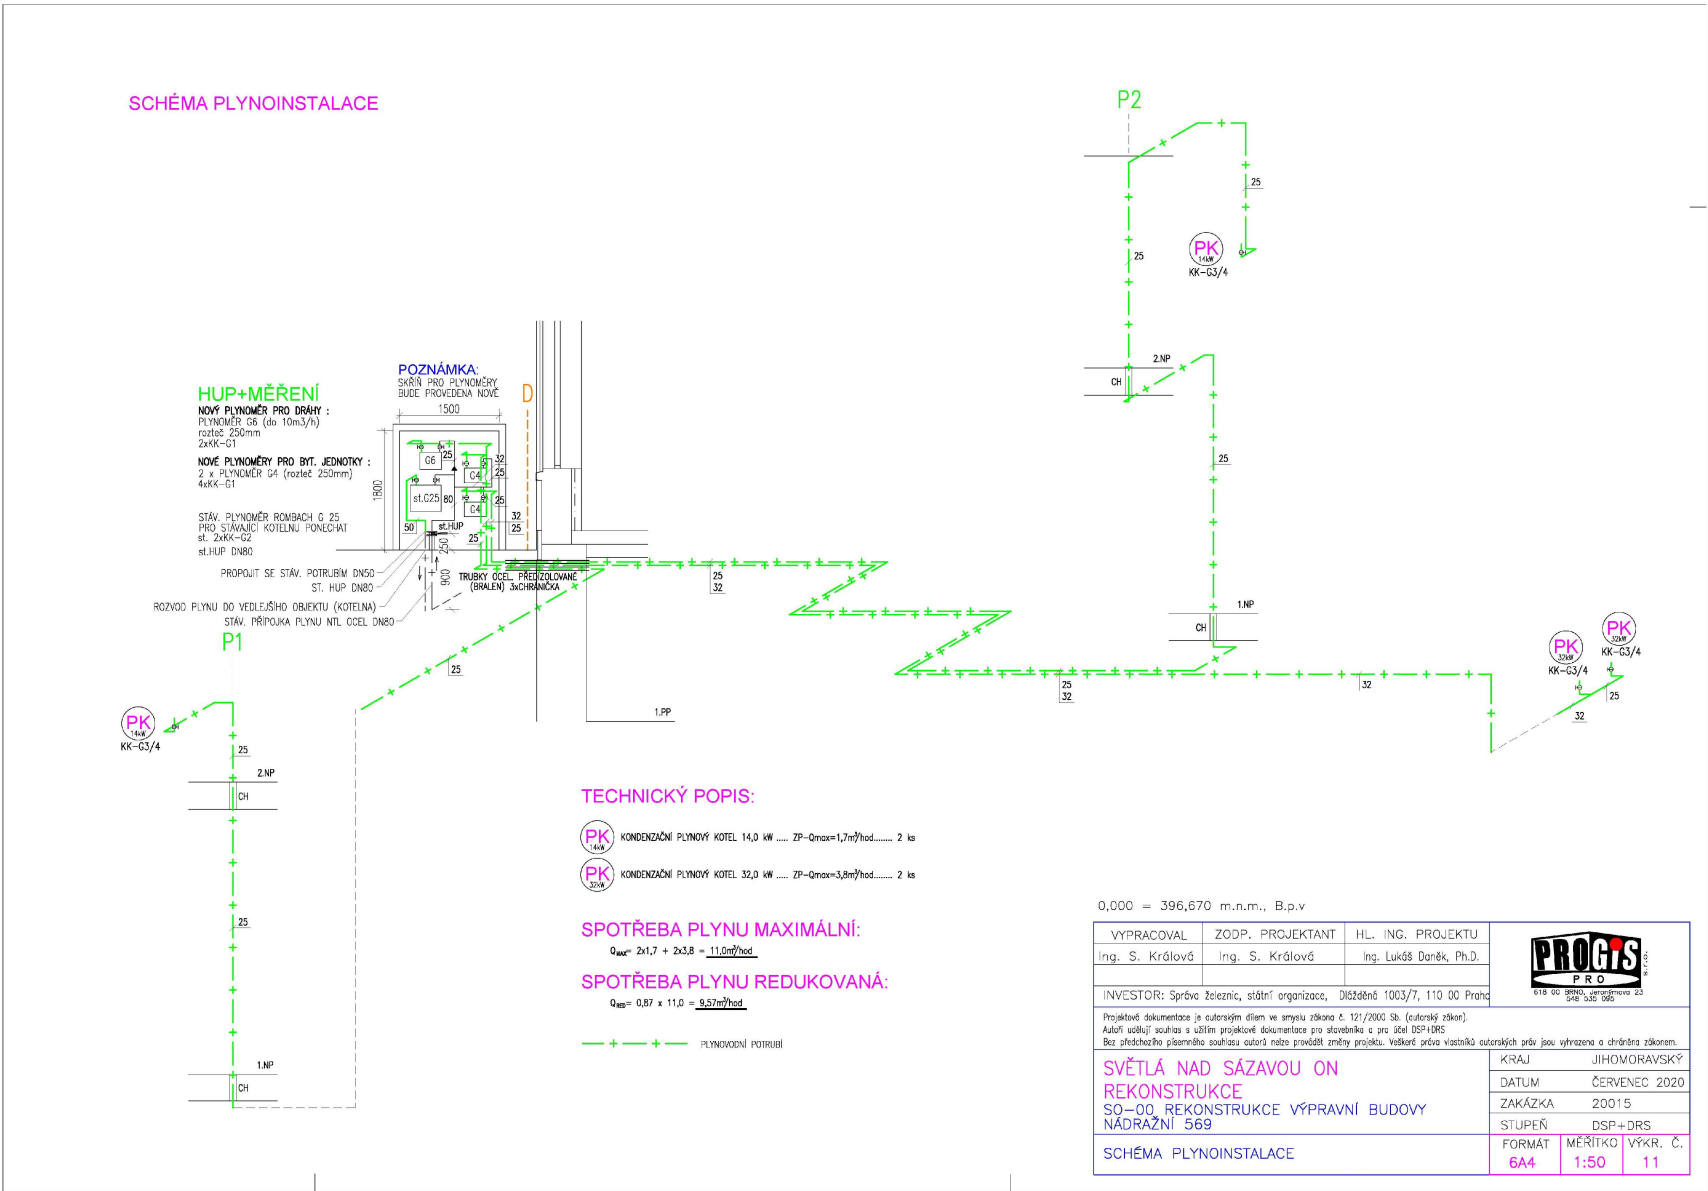 SCHÉMA PLYNOINSTALACE
P2
25
PK
14kW
KK-G3/4
25
2.NP
CH
25
1.NP
CH
HUP+MĚŘENÍ
NOVÝ PLYNOMĚR PRO DRÁHY :
PLYNOMĚR G6 (do 10m3/h)
rozteč 250mm
2xKK-G1
NOVÉ PLYNOMĚRY PRO BYT. JEDNOTKY :
2 x PLYNOMĚR G4 (rozteč 250mm)
4xKK-G1
STÁV. PLYNOMĚR ROMBACH G 25
PRO STÁVAJÍCÍ KOTELNU PONECHAT
st. 2xKK-G2
st.HUP DN80
PROPOJIT SE STÁV. POTRUBÍM DN50
ST. HUP DN80
ROZVOD PLYNU DO VEDLEJŠÍHO OBJEKTU (KOTELNA)
STÁV. PŘÍPOJKA PLYNU NTL OCEL DN80
POZNÁMKA:
SKŘÍŇ PRO PLYNOMĚRY
BUDE PROVEDENA NOVĚ
1500
D
1800
G6
25
32
G4
25
st.G25
80
G4
25
50
st.HUP
32
25
25
250
900
TRUBKY OCEL. PŘEDIZOLOVANÉ
(BRALEN) 3xCHRÁNIČKA
25
32
25
25
32
32
1.PP
PK
32kW
KK-G3/4
PK
32kW
KK-G3/4
25
32
P1
PK
14kW
KK-G3/4
25
2.NP
CH
25
1.NP
CH
TECHNICKÝ POPIS:
PK
14kW
KONDENZAČNÍ PLYNOVÝ KOTEL 14,0 kW ..... ZP-Qmax=1,7m³/hod........ 2 ks
PK
32kW
KONDENZAČNÍ PLYNOVÝ KOTEL 32,0 kW ..... ZP-Qmax=3,8m³/hod........ 2 ks
SPOTŘEBA PLYNU MAXIMÁLNÍ:
QMAX= 2x1,7 + 2x3,8 = 11,0m³/hod
SPOTŘEBA PLYNU REDUKOVANÁ:
QRED= 0,87 x 11,0 = 9,57m³/hod
PLYNOVODNÍ POTRUBÍ
0,000 = 396,670 m.n.m., B.p.v
VYPRACOVAL ZODP. PROJEKTANT HL. ING. PROJEKTU
Ing. S. Králová Ing. S. Králová Ing. Lukáš Daněk, Ph.D.
PROGIS
PRO
s.r.o.
618 00 BRNO, Jeronýmova 23
548 535 095
INVESTOR: Správa železnic, státní organizace, Dlážděná 1003/7, 110 00 Praha
Projektová dokumentace je autorským dílem ve smyslu zákona č. 121/2000 Sb. (autorský zákon).
Autoři udělují souhlas s užitím projektové dokumentace pro stavebníka a pro účel DSP+DRS
Bez předchozího písemného souhlasu autorů nelze provádět změny projektu. Veškerá práva vlastníků autorských práv jsou vyhrazena a chráněna zákonem.
SVĚTLÁ NAD SÁZAVOU ON
REKONSTRUKCE
SO-00 REKONSTRUKCE VÝPRAVNÍ BUDOVY
NÁDRAŽNÍ 569
SCHÉMA PLYNOINSTALACE
KRAJ JIHOMORAVSKÝ
DATUM ČERVENEC 2020
ZAKÁZKA 20015
STUPEŇ DSP+DRS
FORMÁT MĚŘÍTKO VÝKR. Č.
6A4 1:50 11